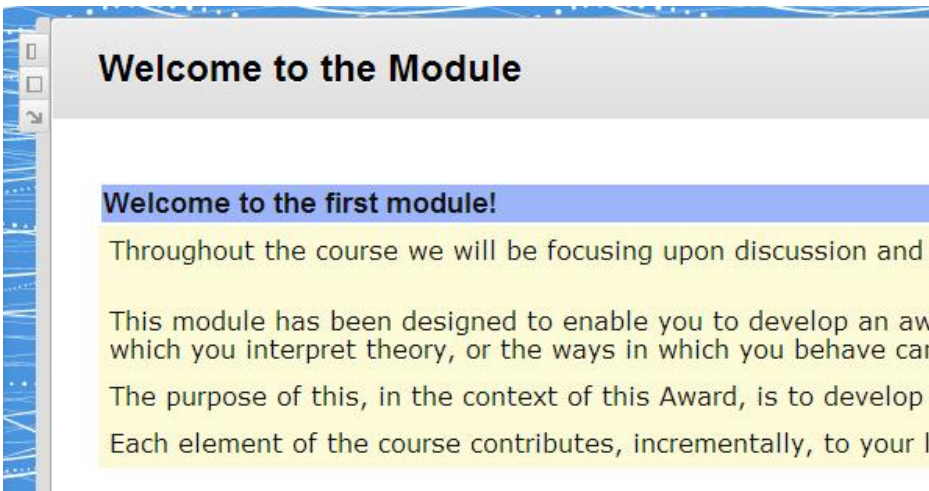 Welcome to the Module
Welcome to the first module!
Throughout the course we will be focusing upon discussion and
This module has been designed to enable you to develop an
which you interpret theory, or the ways in which you behave
The purpose of this, in the context of this Award, is to develop
Each element of the course contributes, incrementally, to your